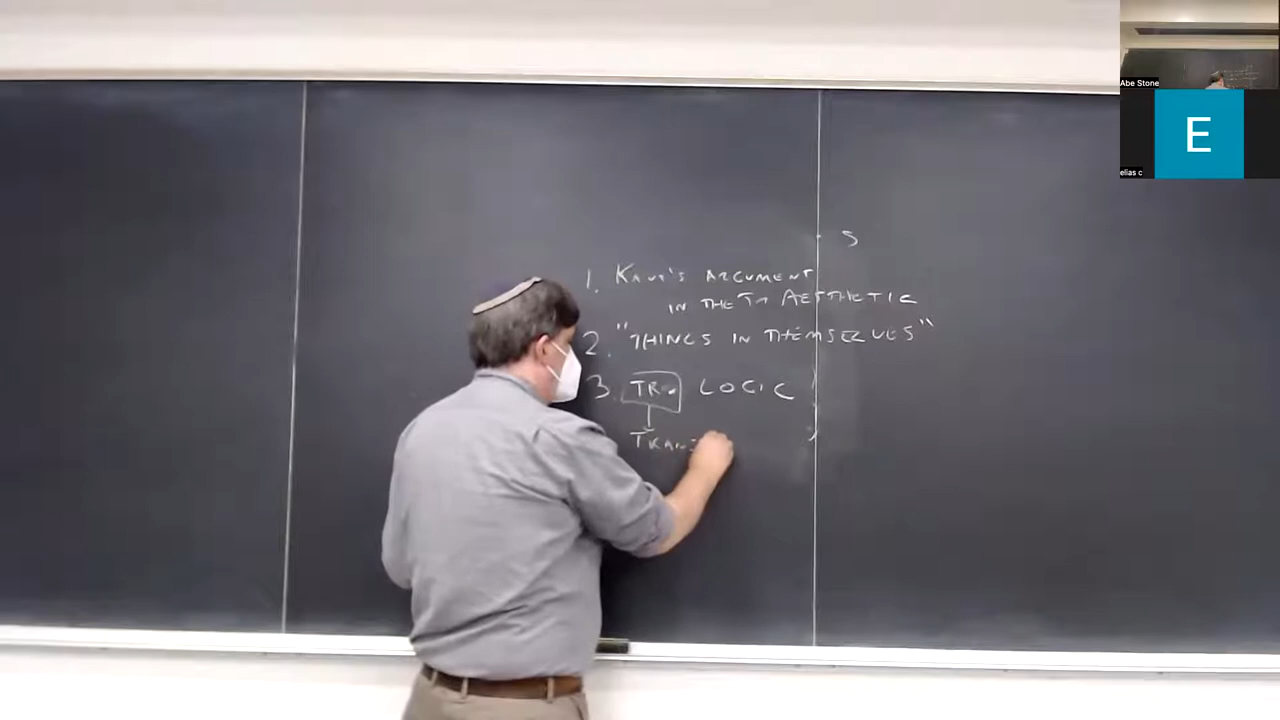 S
1. KANT'S ARGUMENT
IN THE TR AESTHETIC
2. "THINGS IN THEMSELVES"
3. TR. LOGIC
TRANS
Abe Stone
E
elias c